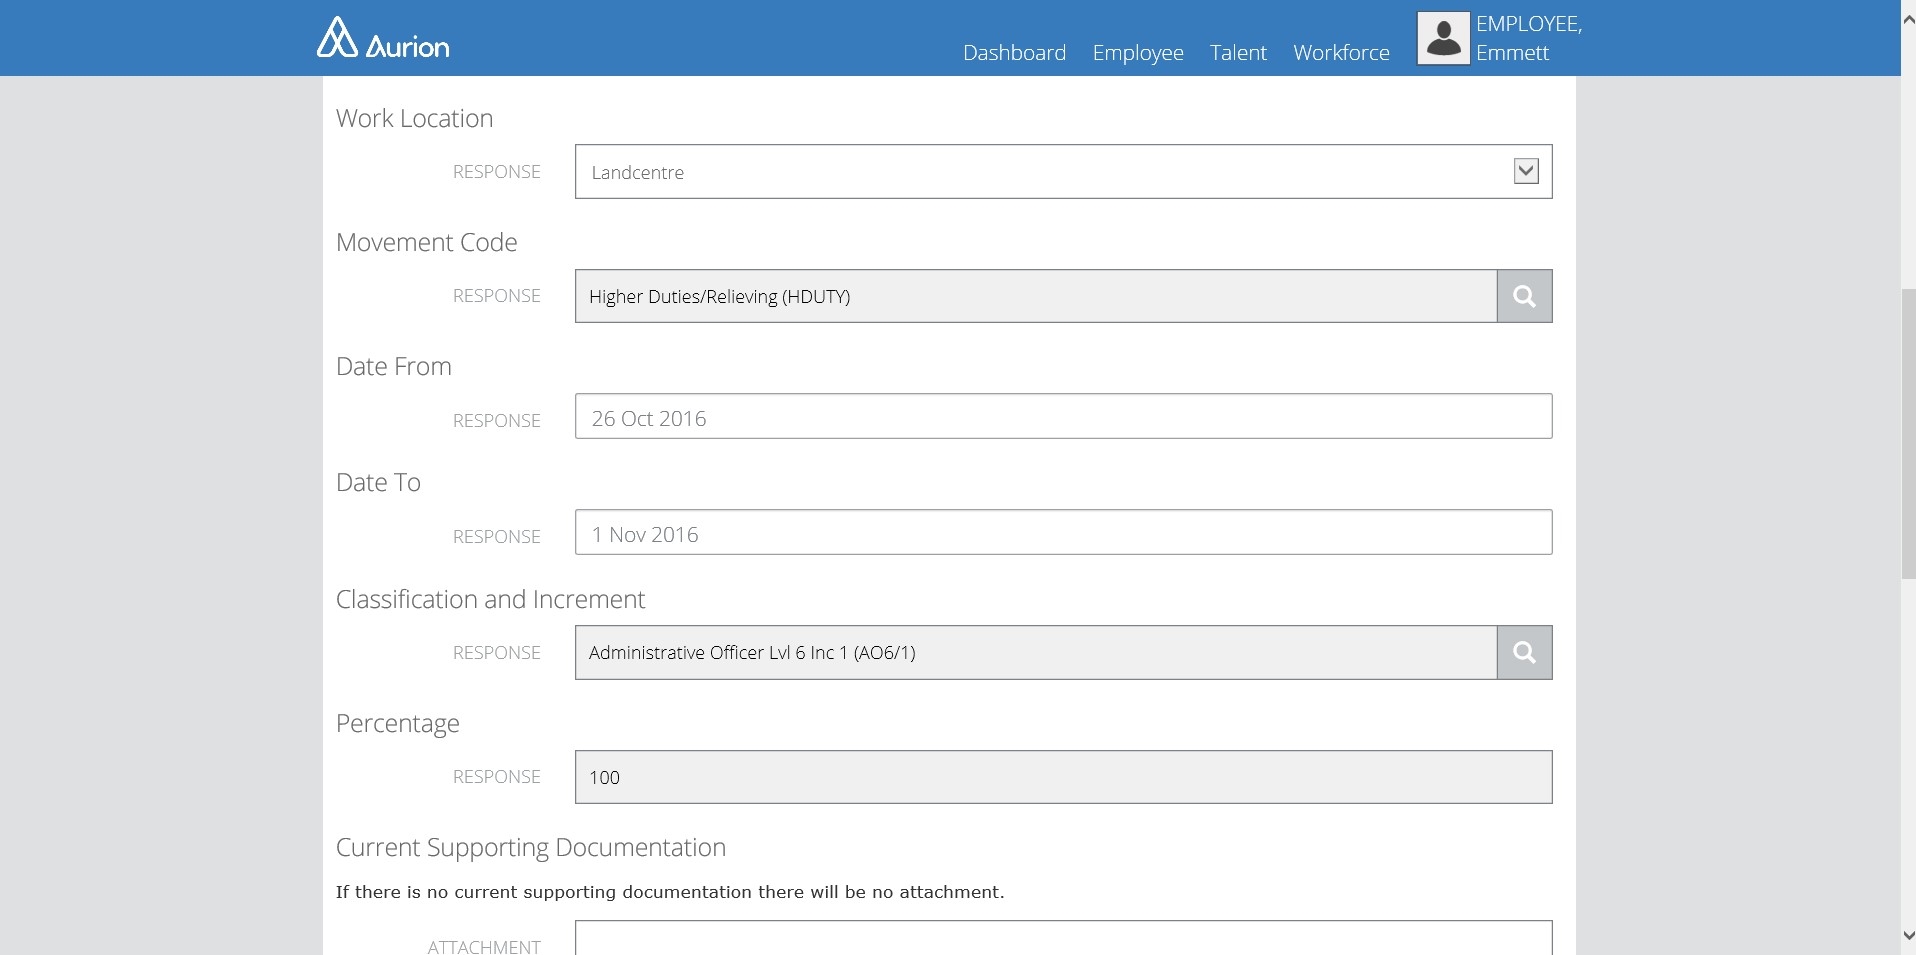 Aurion
Dashboard Employee Talent Workforce
EMPLOYEE,
Emmett
Work Location
RESPONSE Landcentre
Movement Code
RESPONSE Higher Duties/Relieving (HDUTY)
Date From
RESPONSE 26 Oct 2016
Date To
RESPONSE 1 Nov 2016
Classification and Increment
RESPONSE Administrative Officer Lvl 6 Inc 1 (AO6/1)
Percentage
RESPONSE 100
Current Supporting Documentation
If there is no current supporting documentation there will be no attachment.
ATTACHMENT